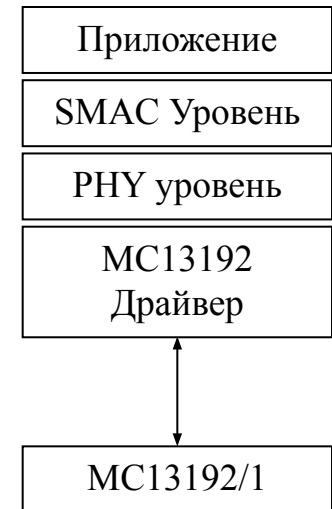 Приложение
SMAC Уровень
PHY уровень
MC13192
Драйвер
MC13192/1